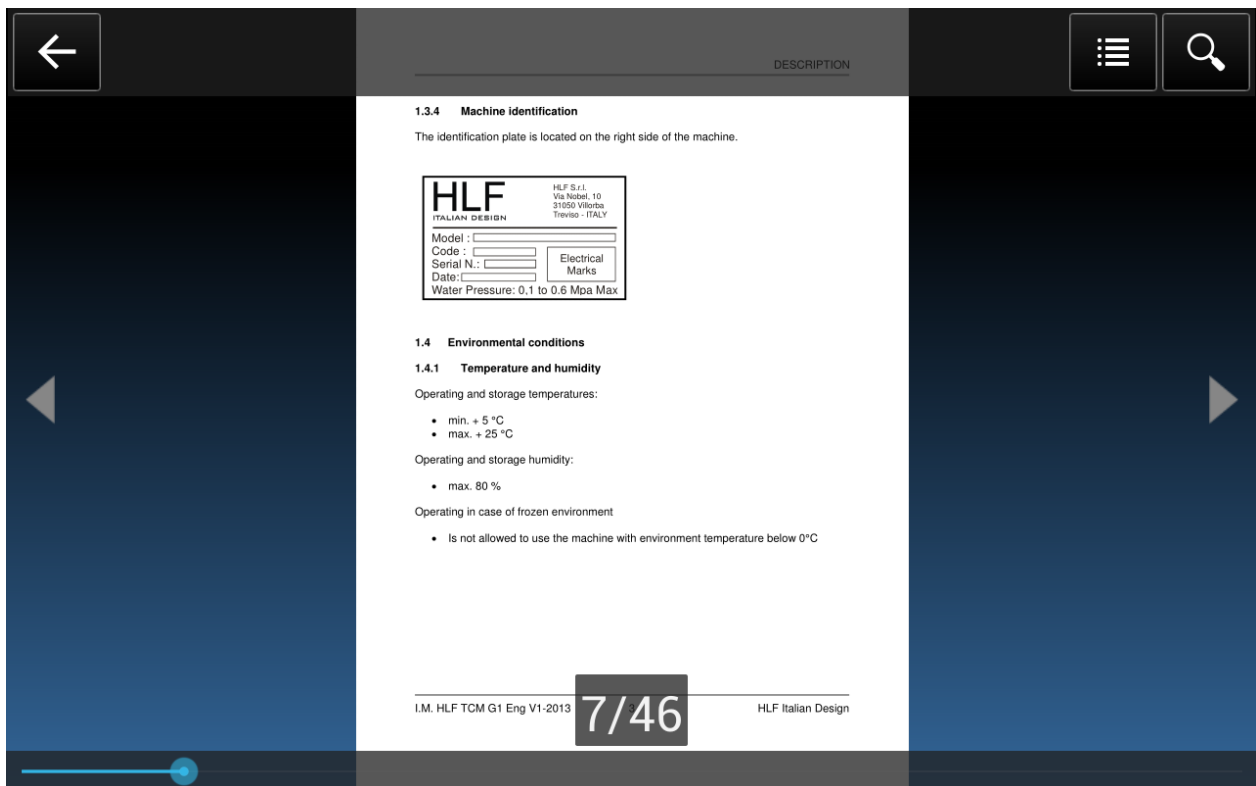 DESCRIPTION
1.3.4 Machine identification
The identification plate is located on the right side of the machine.
HLF
ITALIAN DESIGN
HLF S.r.l.
Via Nobel, 10
31050 Villorba
Treviso - ITALY
Model :
Code :
Serial N.:
Date:
Electrical
Marks
Water Pressure: 0,1 to 0.6 Mpa Max
1.4 Environmental conditions
1.4.1 Temperature and humidity
Operating and storage temperatures:
• min. + 5 °C
• max. + 25 °C
Operating and storage humidity:
• max. 80 %
Operating in case of frozen environment
• Is not allowed to use the machine with environment temperature below 0°C
I.M. HLF TCM G1 Eng V1-2013
3
HLF Italian Design
7/46